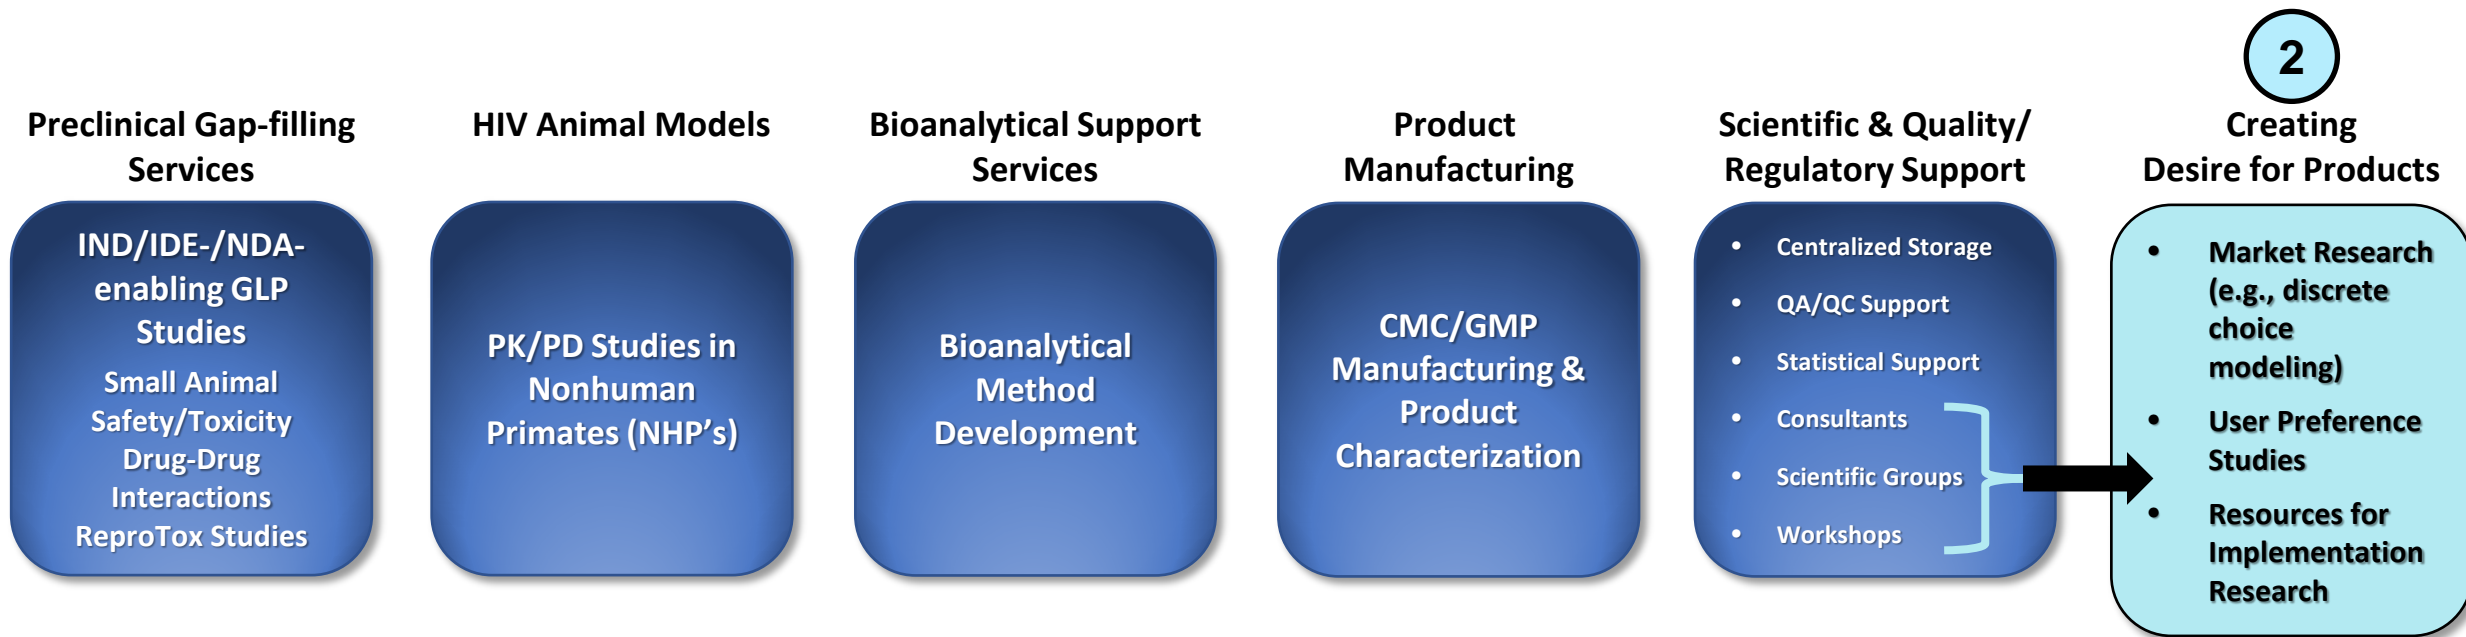 2
Preclinical Gap-filling
Services
IND/IDE-/NDA-
enabling GLP
Studies
Small Animal
Safety/Toxicity
Drug-Drug
Interactions
ReproTox Studies
HIV Animal Models
PK/PD Studies in
Nonhuman
Primates (NHP's)
Bioanalytical Support
Services
Bioanalytical
Method
Development
Product
Manufacturing
CMC/GMP
Manufacturing &
Product
Characterization
Scientific & Quality/
Regulatory Support
• Centralized Storage
• QA/QC Support
• Statistical Support
• Consultants
• Scientific Groups
• Workshops
Creating
Desire for Products
• Market Research
(e.g., discrete
choice
modeling)
• User Preference
Studies
• Resources for
Implementation
Research